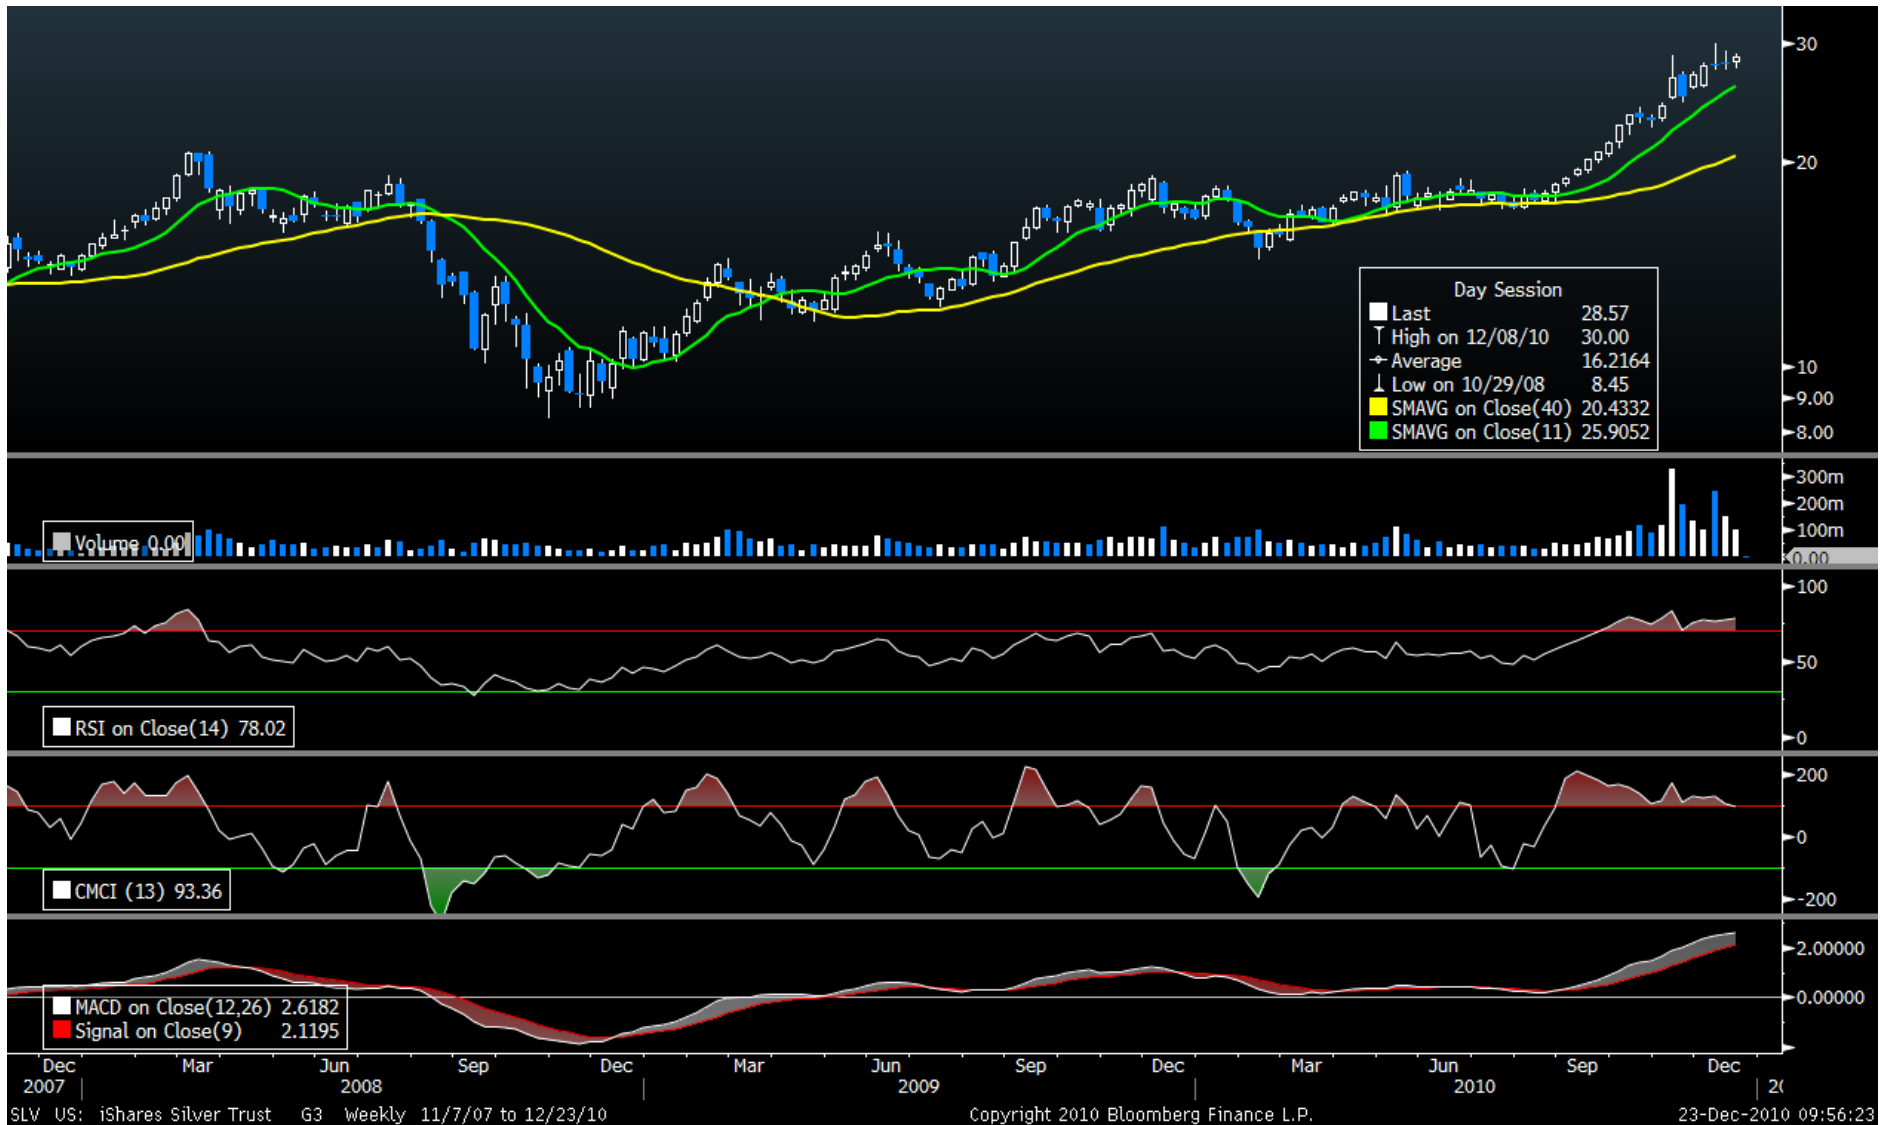 30
20
10
9.00
8.00
Day Session
Last 28.57
High on 12/08/10 30.00
Average 16.2164
Low on 10/29/08 8.45
SMAVG on Close(40) 20.4332
SMAVG on Close(11) 25.9052
300m
200m
100m
0.00
Volume 0.00
100
50
0
RSI on Close(14) 78.02
200
0
-200
CMCI (13) 93.36
2.00000
0.00000
MACD on Close(12,26) 2.6182
Signal on Close(9) 2.1195
Dec Mar Jun Sep Dec Mar Jun Sep Dec Mar Jun Sep Dec
2007 2008 2009 2010
SLV US: iShares Silver Trust G3 Weekly 11/7/07 to 12/23/10 Copyright 2010 Bloomberg Finance L.P. 23-Dec-2010 09:56:23